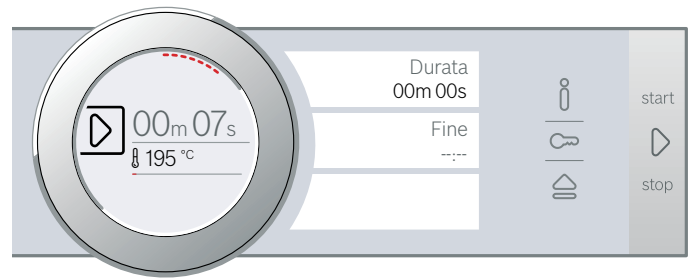 00m 07s
195 °C
Durata
00m 00s
Fine
--:--
start
stop